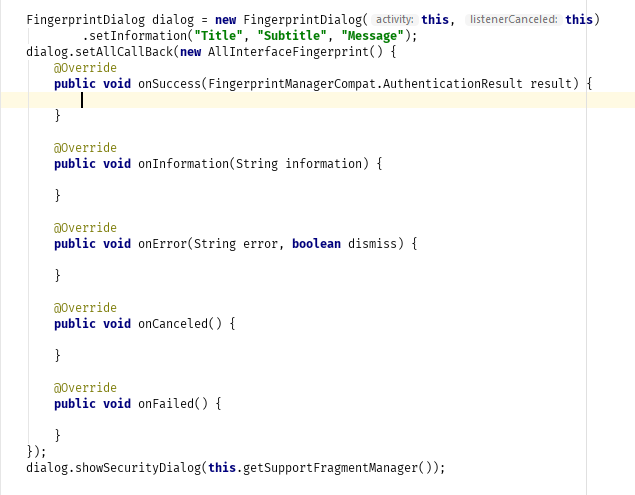 FingerprintDialog dialog = new FingerprintDialog( activity: this, listenerCanceled: this)
.setInformation("Title", "Subtitle", "Message");
dialog.setAllCallBack(new AllInterfaceFingerprint() {
@Override
public void onSuccess(FingerprintManagerCompat.AuthenticationResult result) {
}
@Override
public void onInformation(String information) {
}
@Override
public void onError(String error, boolean dismiss) {
}
@Override
public void onCanceled() {
}
@Override
public void onFailed() {
}
});
dialog.showSecurityDialog(this.getSupportFragmentManager());